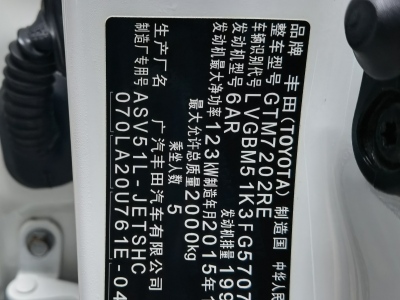 品牌 丰田(TOYOTA) 制造国 中华人民
整车型号 GTM7202RE
车辆识别代号 LVGBM51K3FG5707
发动机型号 6AR 发动机排量 199
发动机最大净功率 123kW 制造年月 2015年1
最大允许总质量 2000kg
乘坐人数 5
生产厂名 广汽丰田汽车有限公司
制造厂专用号 ASV51L-JETSHC
070LA20U761E-04